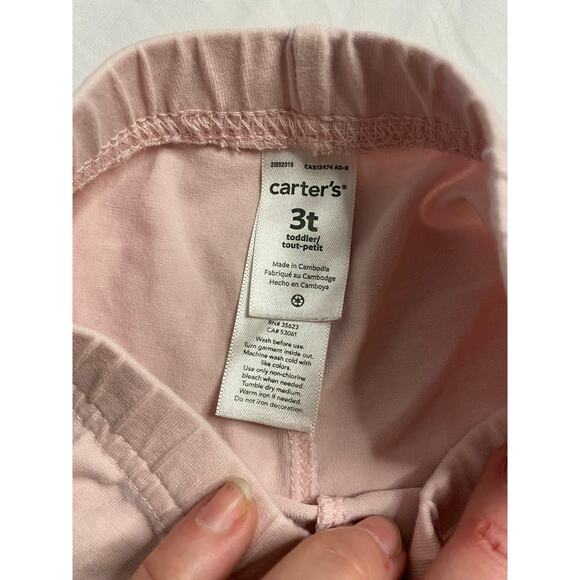 2I552010 CAR13474 AD-R
carter's®
3t
toddler/
tout-petit
Made in Cambodia
Fabriqué au Cambodge
Hecho en Camboya
RN# 35623
CA# 53061
Wash before use.
Turn garment inside out.
Machine wash cold with
like colors.
Use only non-chlorine
bleach when needed.
Tumble dry, medium.
Warm iron if needed.
Do not iron decoration.